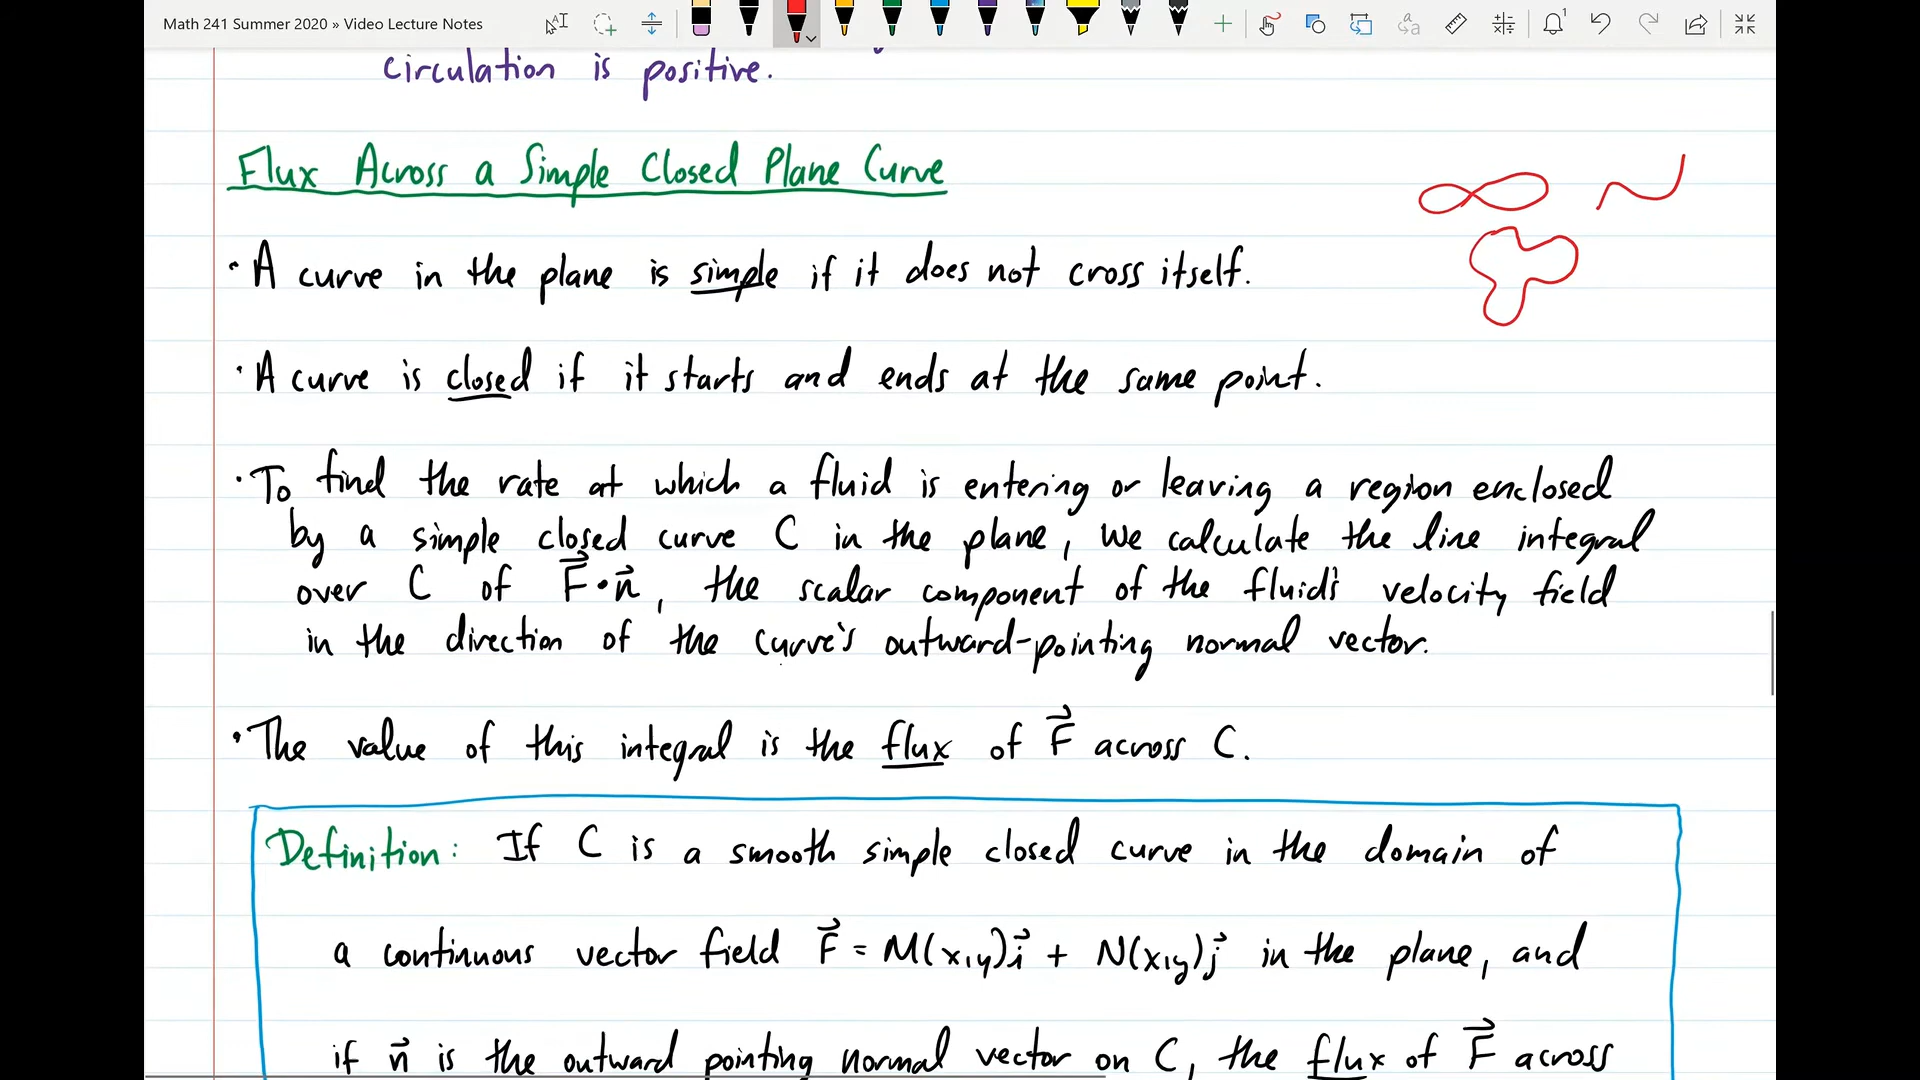 Math 241 Summer 2020 » Video Lecture Notes
circulation is positive.
Flux Across a Simple Closed Plane Curve
· A curve in the plane is simple if it does not cross itself.
· A curve is closed if it starts and ends at the same point.
· To find the rate at which a fluid is entering or leaving a region enclosed
by a simple closed curve C in the plane, we calculate the line integral
over C of F⃗·n⃗, the scalar component of the fluid's velocity field
in the direction of the curve's outward-pointing normal vector.
· The value of this integral is the flux of F⃗ across C.
Definition: If C is a smooth simple closed curve in the domain of
a continuous vector field F⃗ = M(x,y)i⃗ + N(x,y)j⃗ in the plane, and
if n⃗ is the outward pointing normal vector on C, the flux of F⃗ across